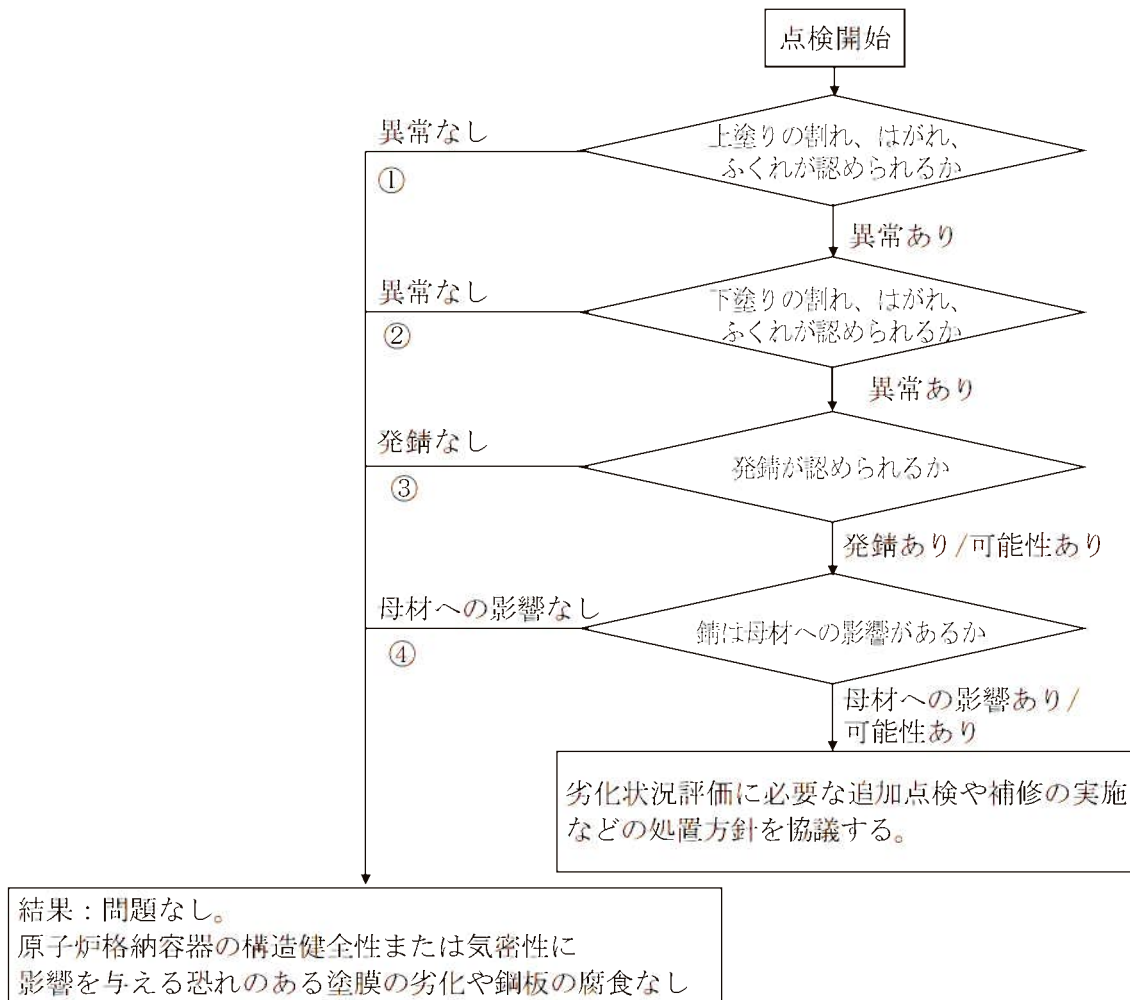 点検開始
上塗りの割れ、はがれ、
ふくれが認められるか
異常なし
①
異常あり
下塗りの割れ、はがれ、
ふくれが認められるか
異常なし
②
異常あり
発錆が認められるか
発錆なし
③
発錆あり/可能性あり
錆は母材への影響があるか
母材への影響なし
④
母材への影響あり/
可能性あり
劣化状況評価に必要な追加点検や補修の実施
などの処置方針を協議する。
結果：問題なし。
原子炉格納容器の構造健全性または気密性に
影響を与える恐れのある塗膜の劣化や鋼板の腐食なし